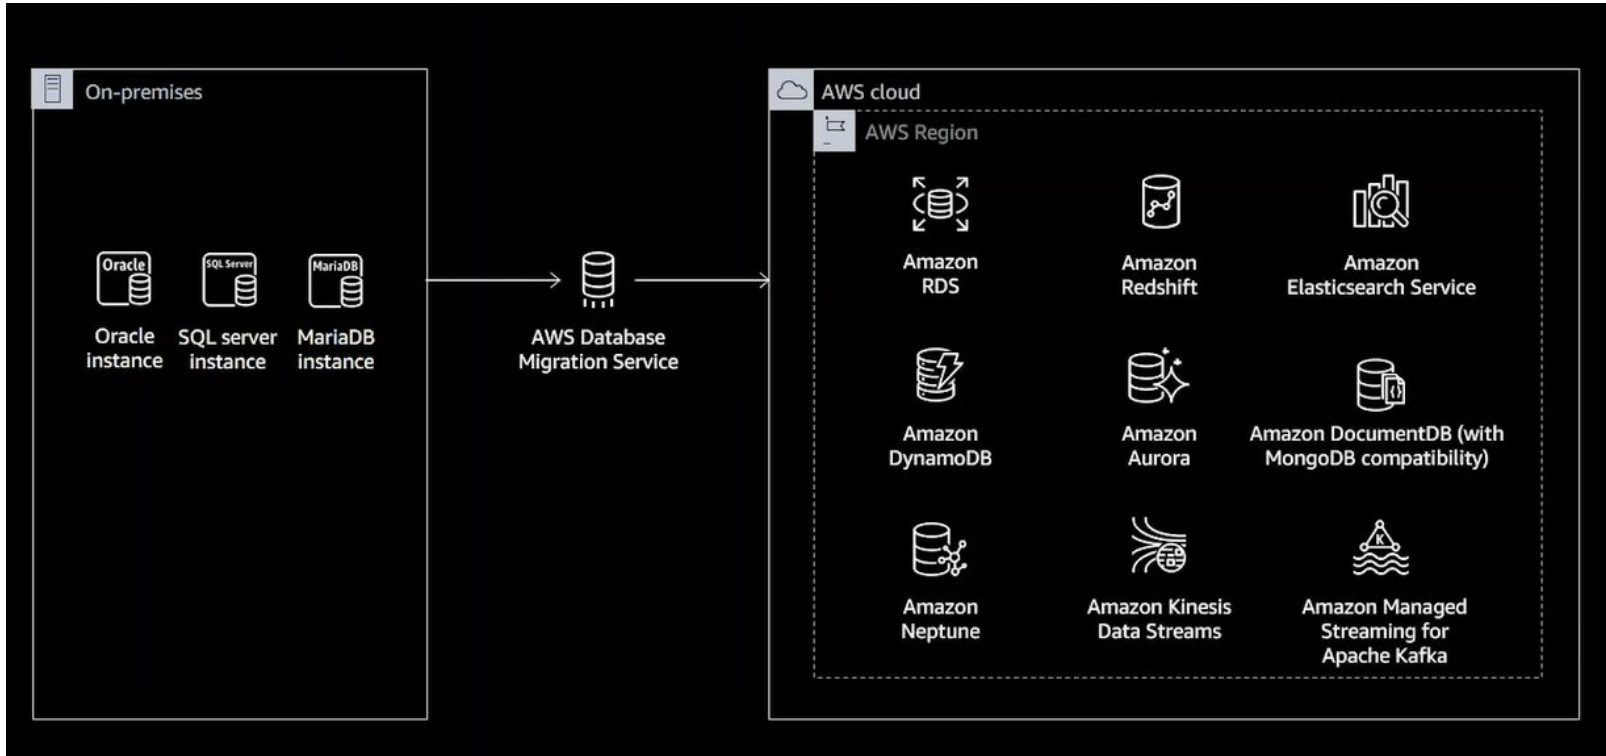 On-premises
Oracle
SQL Server
MariaDB
Oracle
instance
SQL server
instance
MariaDB
instance
AWS Database
Migration Service
AWS cloud
AWS Region
Amazon
RDS
Amazon
Redshift
Amazon
Elasticsearch Service
Amazon
DynamoDB
Amazon
Aurora
Amazon DocumentDB (with
MongoDB compatibility)
Amazon
Neptune
Amazon Kinesis
Data Streams
K
Amazon Managed
Streaming for
Apache Kafka